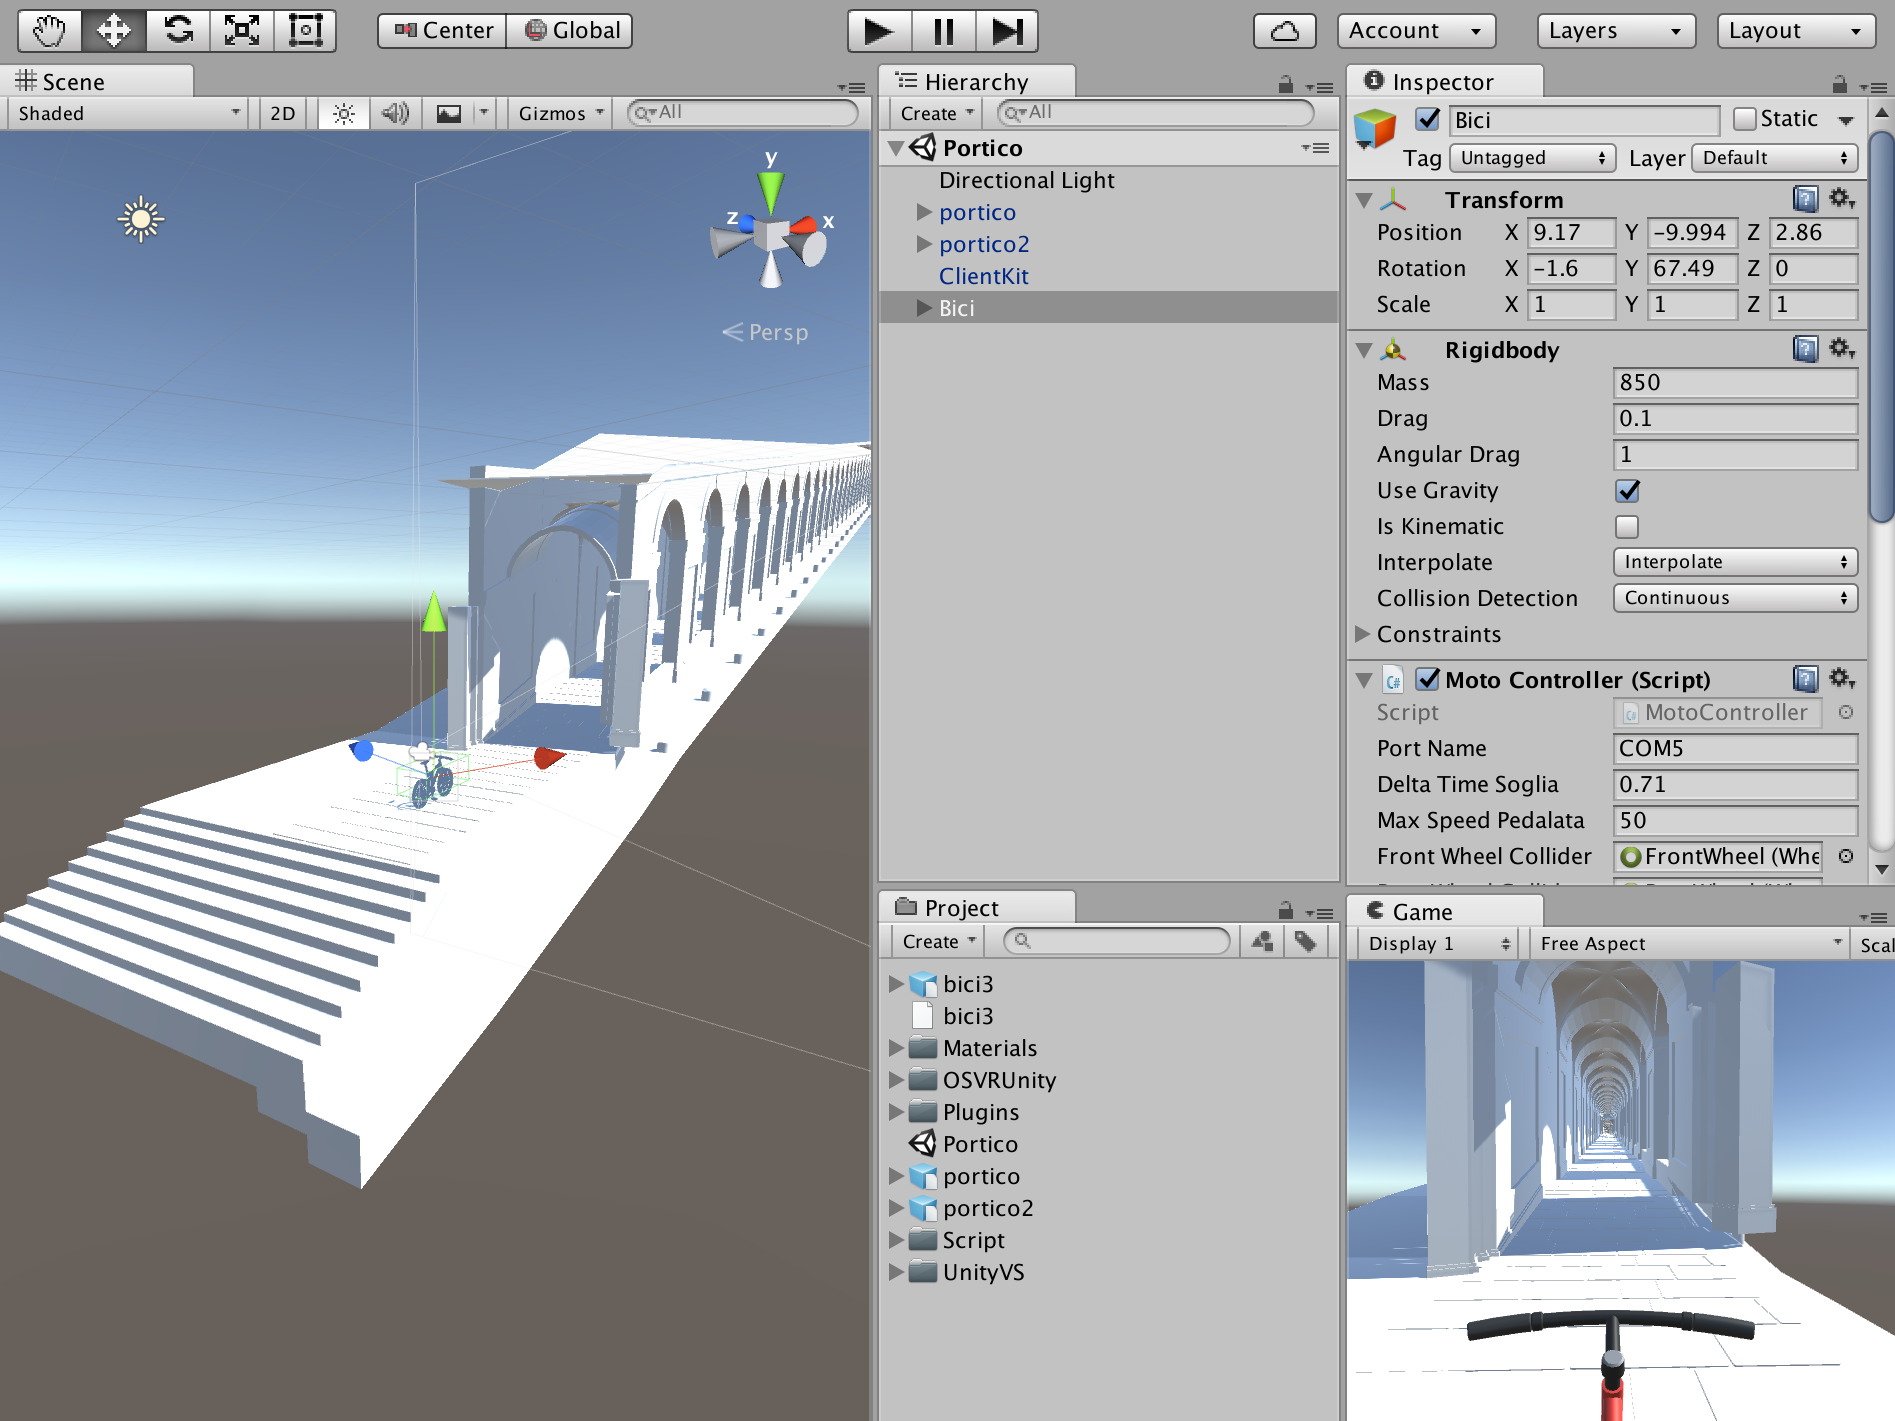 Center Global Account Layers Layout
Scene
Shaded 2D Gizmos All
y
z x
Persp
Hierarchy
Create All
Portico
Directional Light
portico
portico2
ClientKit
Bici
Project
Create
bici3
bici3
Materials
OSVRUnity
Plugins
Portico
portico
portico2
Script
UnityVS
Inspector
Bici Static
Tag Untagged Layer Default
Transform
Position X 9.17 Y -9.994 Z 2.86
Rotation X -1.6 Y 67.49 Z 0
Scale X 1 Y 1 Z 1
Rigidbody
Mass 850
Drag 0.1
Angular Drag 1
Use Gravity
Is Kinematic
Interpolate Interpolate
Collision Detection Continuous
Constraints
C# Moto Controller (Script)
Script MotoController
Port Name COM5
Delta Time Soglia 0.71
Max Speed Pedalata 50
Front Wheel Collider FrontWheel (Whe
Game
Display 1 Free Aspect Scal